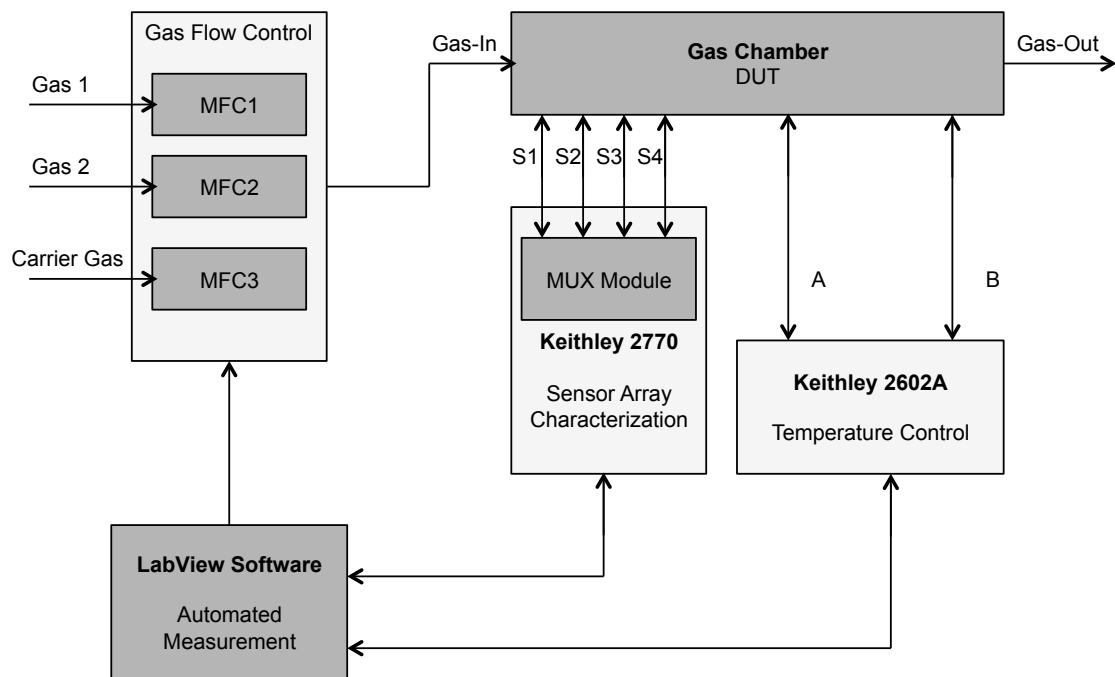 Gas Flow Control
Gas 1
MFC1
Gas 2
MFC2
Carrier Gas
MFC3
Gas-In
Gas Chamber
DUT
Gas-Out
S1
S2
S3
S4
MUX Module
Keithley 2770
Sensor Array
Characterization
A
B
Keithley 2602A
Temperature Control
LabView Software
Automated
Measurement